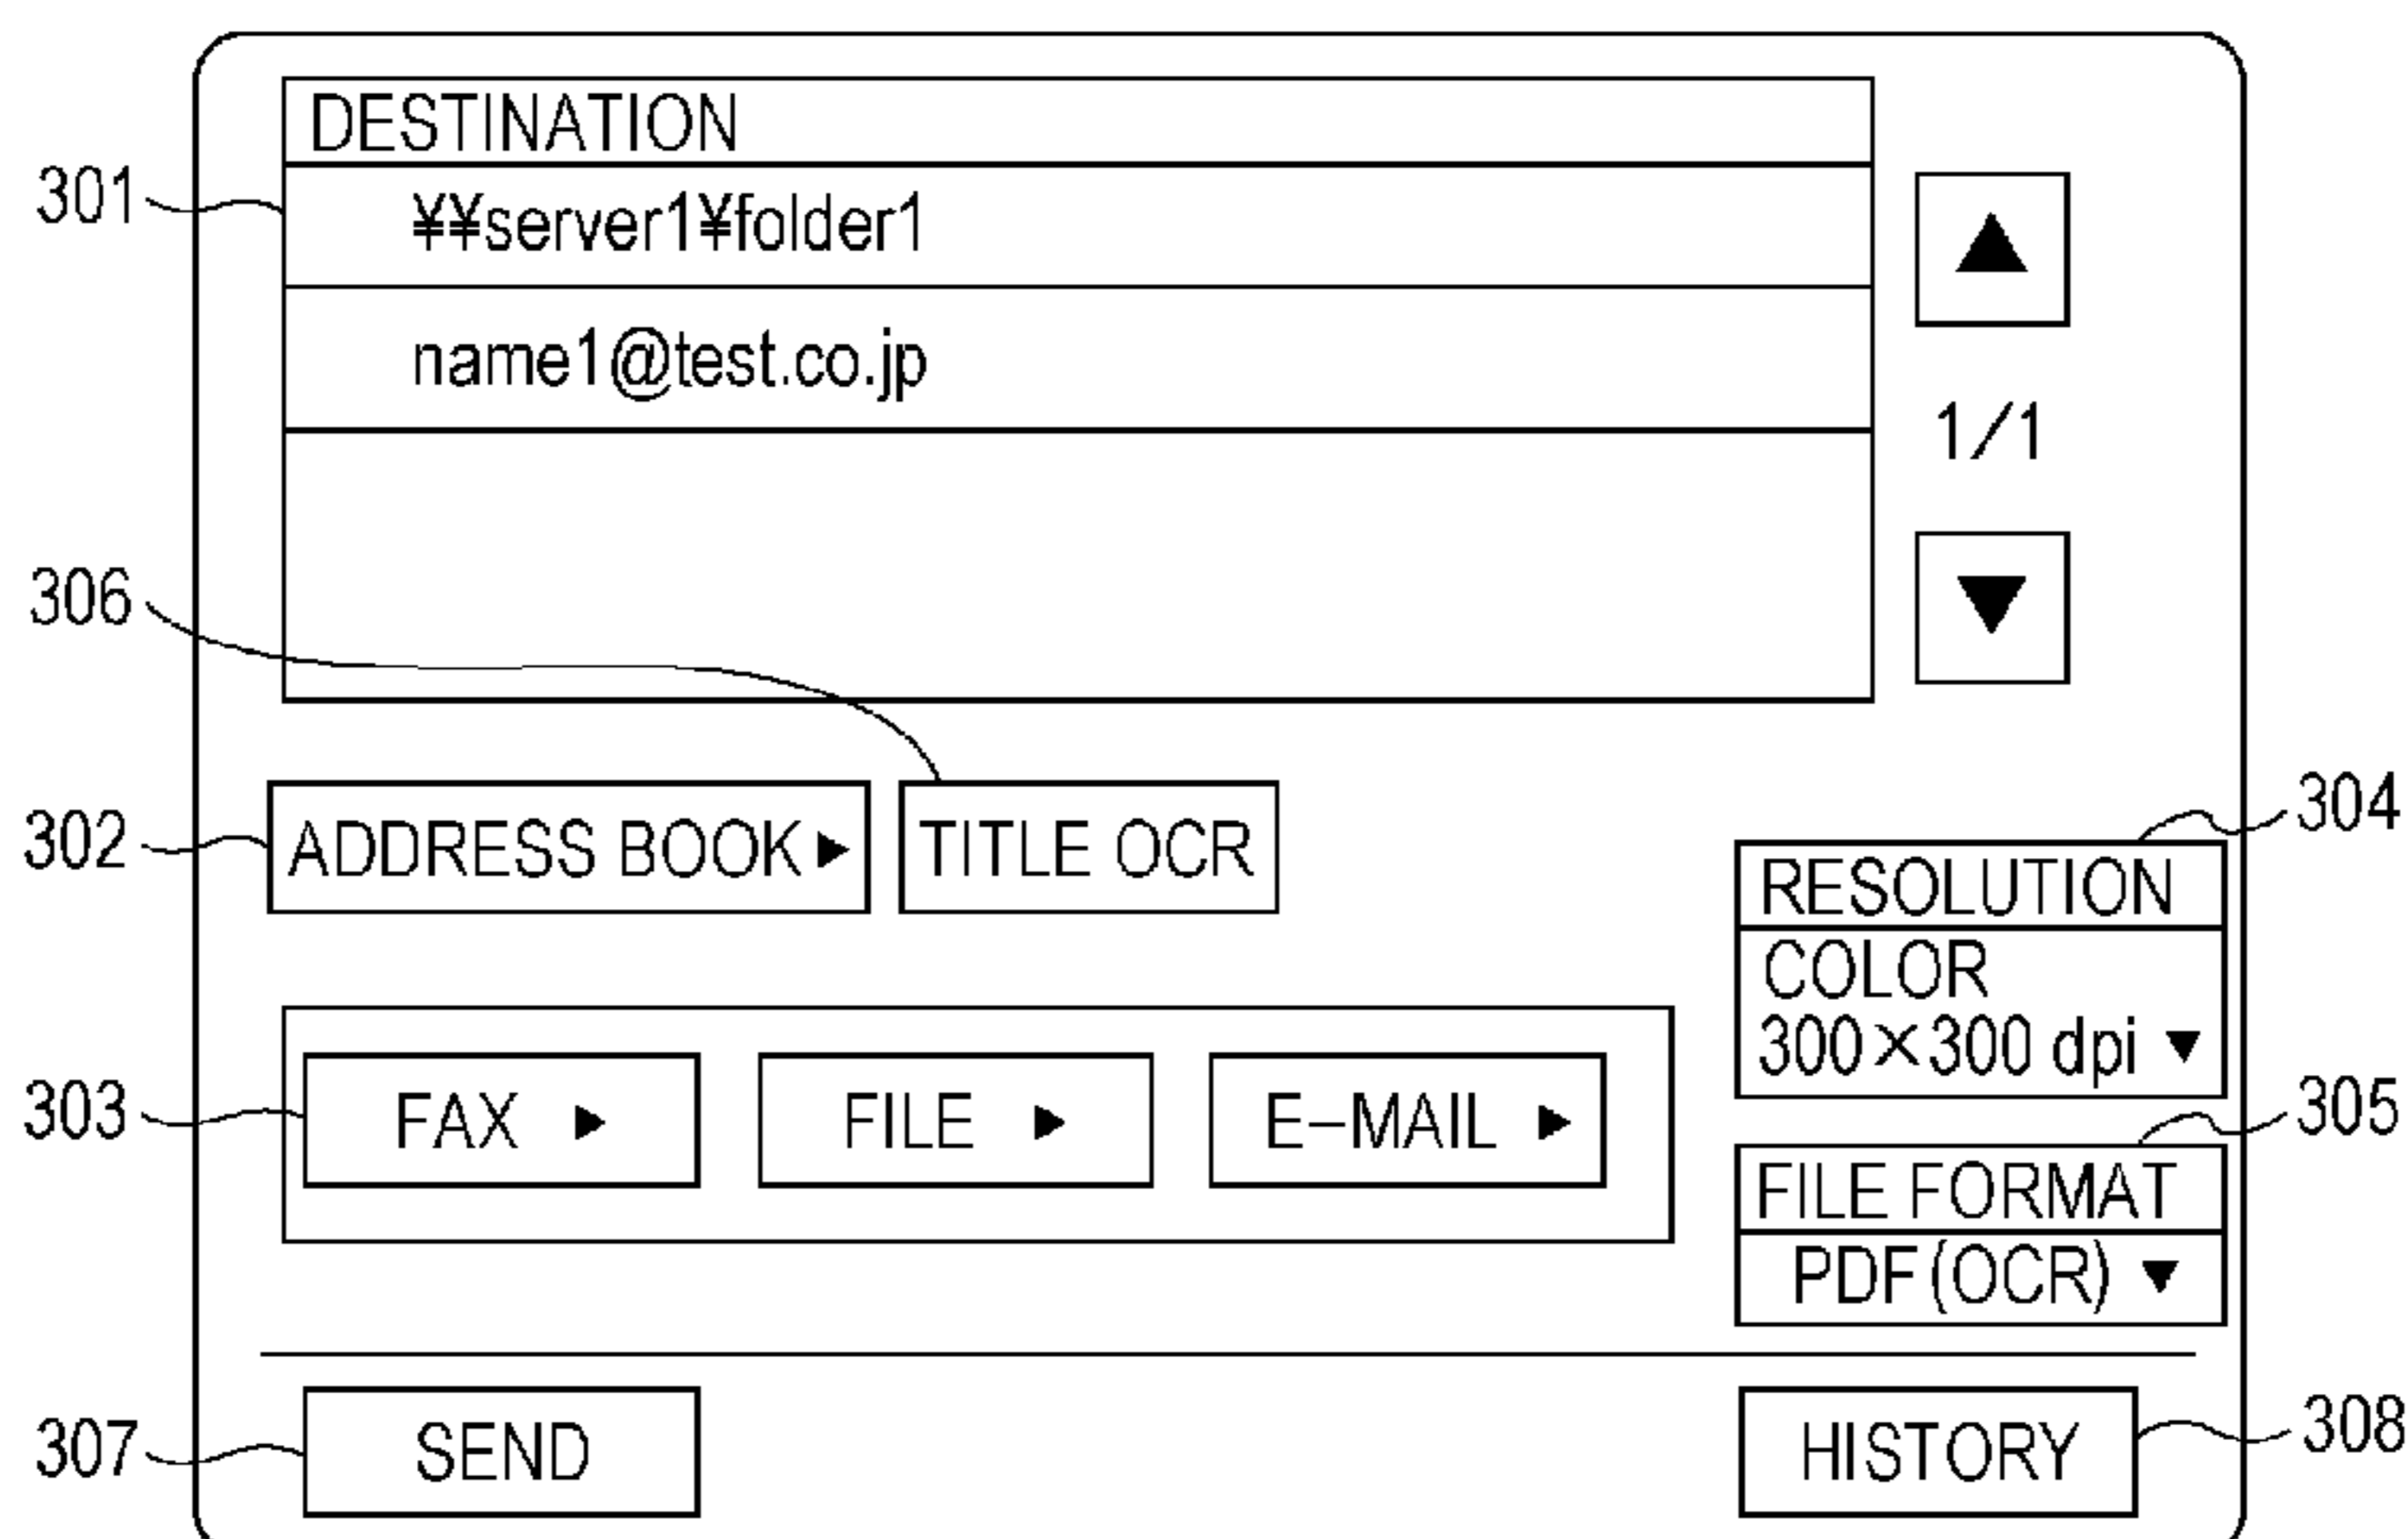 DESTINATION
301
¥¥server1¥folder1
▲
name1@test.co.jp
1/1
306
▼
302
ADDRESS BOOK ▶
TITLE OCR
304
RESOLUTION
COLOR
300×300 dpi ▼
303
FAX ▶
FILE ▶
E-MAIL ▶
305
FILE FORMAT
PDF(OCR) ▼
307
SEND
HISTORY
308